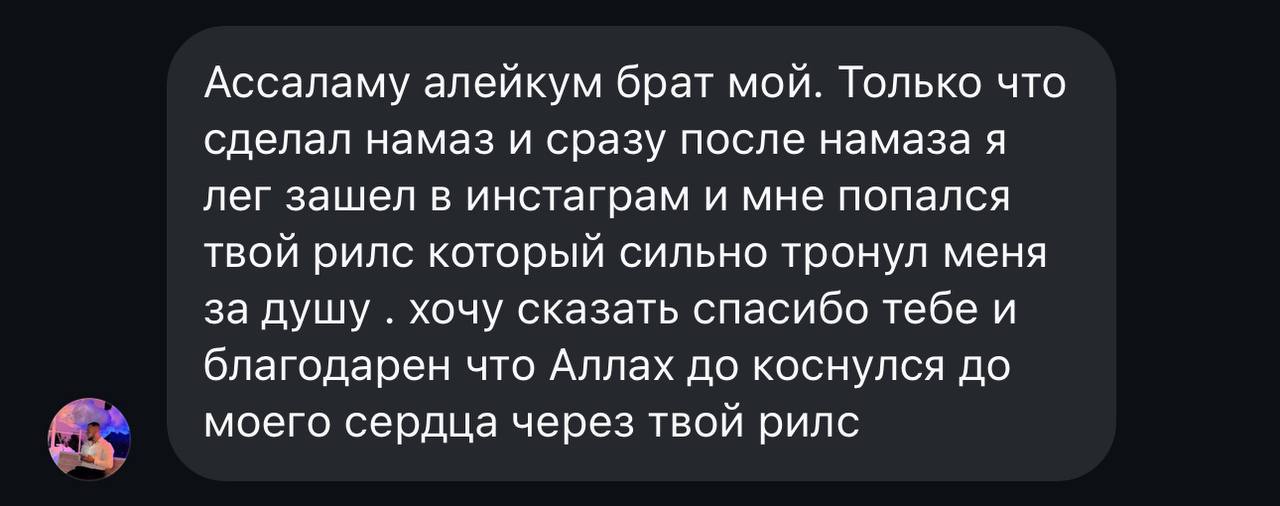 Ассаламу алейкум брат мой. Только что
сделал намаз и сразу после намаза я
лег зашел в инстаграм и мне попался
твой рилс который сильно тронул меня
за душу . хочу сказать спасибо тебе и
благодарен что Аллах до коснулся до
моего сердца через твой рилс